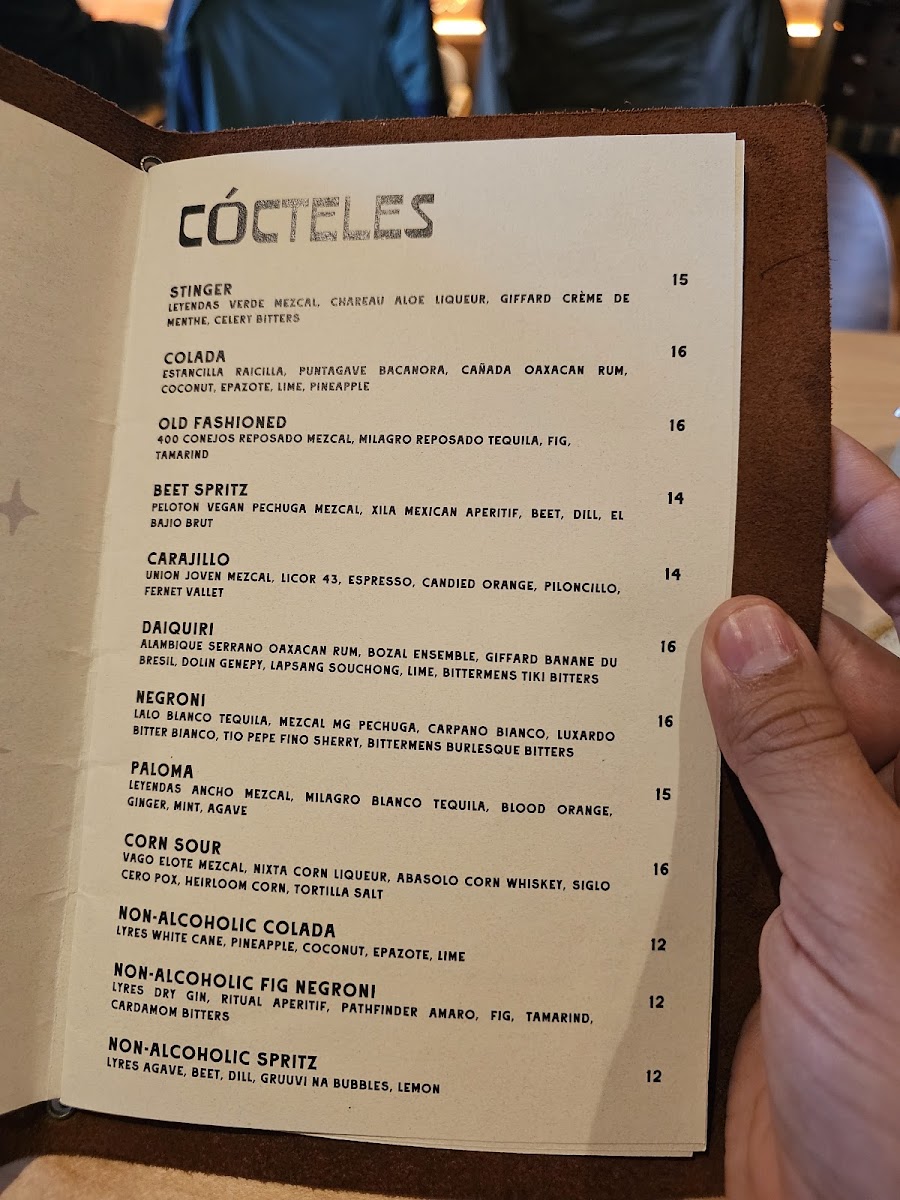 CÓCTELES
STINGER 15
LEYENDAS VERDE MEZCAL, CHAREAU ALOE LIQUEUR, GIFFARD CRÈME DE
MENTHE, CELERY BITTERS
COLADA 16
ESTANCILLA RAICILLA, PUNTAGAVE BACANORA, CAÑADA OAXACAN RUM,
COCONUT, EPAZOTE, LIME, PINEAPPLE
OLD FASHIONED 16
400 CONEJOS REPOSADO MEZCAL, MILAGRO REPOSADO TEQUILA, FIG,
TAMARIND
BEET SPRITZ 14
PELOTON VEGAN PECHUGA MEZCAL, XILA MEXICAN APERITIF, BEET, DILL, EL
BAJIO BRUT
CARAJILLO 14
UNION JOVEN MEZCAL, LICOR 43, ESPRESSO, CANDIED ORANGE, PILONCILLO,
FERNET VALLET
DAIQUIRI 16
ALAMBIQUE SERRANO OAXACAN RUM, BOZAL ENSEMBLE, GIFFARD BANANE DU
BRESIL, DOLIN GENEPY, LAPSANG SOUCHONG, LIME, BITTERMENS TIKI BITTERS
NEGRONI 16
LALO BLANCO TEQUILA, MEZCAL MG PECHUGA, CARPANO BIANCO, LUXARDO
BITTER BIANCO, TIO PEPE FINO SHERRY, BITTERMENS BURLESQUE BITTERS
PALOMA 15
LEYENDAS ANCHO MEZCAL, MILAGRO BLANCO TEQUILA, BLOOD ORANGE,
GINGER, MINT, AGAVE
CORN SOUR 16
VAGO ELOTE MEZCAL, NIXTA CORN LIQUEUR, ABASOLO CORN WHISKEY, SIGLO
CERO POX, HEIRLOOM CORN, TORTILLA SALT
NON-ALCOHOLIC COLADA 12
LYRES WHITE CANE, PINEAPPLE, COCONUT, EPAZOTE, LIME
NON-ALCOHOLIC FIG NEGRONI 12
LYRES DRY GIN, RITUAL APERITIF, PATHFINDER AMARO, FIG, TAMARIND,
CARDAMOM BITTERS
NON-ALCOHOLIC SPRITZ 12
LYRES AGAVE, BEET, DILL, GRUUVI NA BUBBLES, LEMON